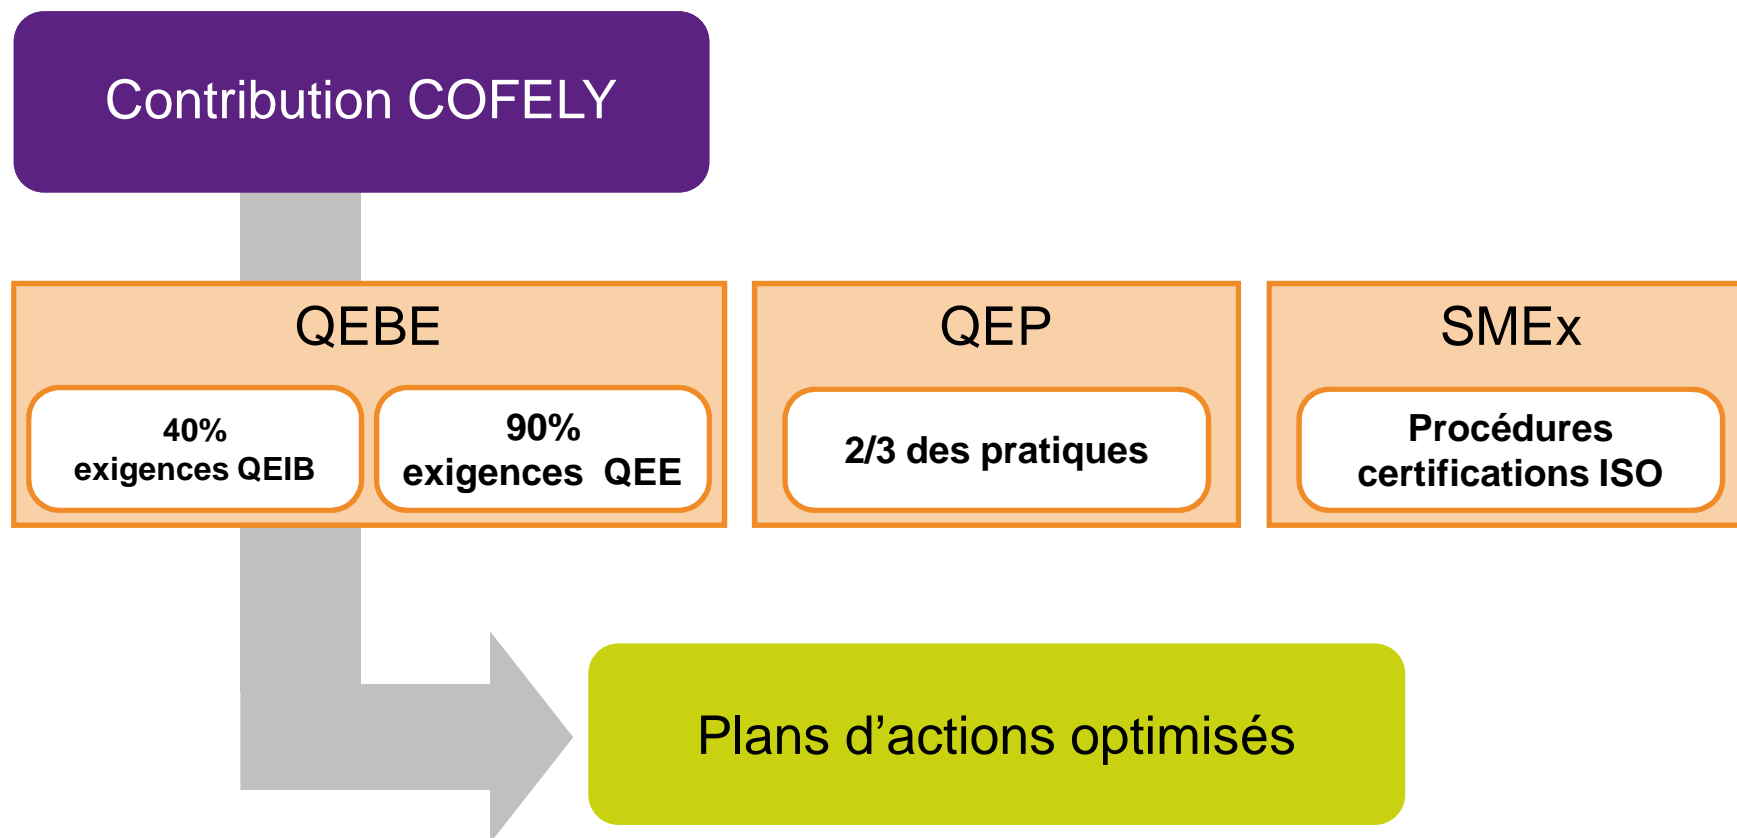 Contribution COFELY
QEBE
40%
exigences QEIB
90%
exigences QEE
QEP
2/3 des pratiques
SMEx
Procédures
certifications ISO
Plans d’actions optimisés